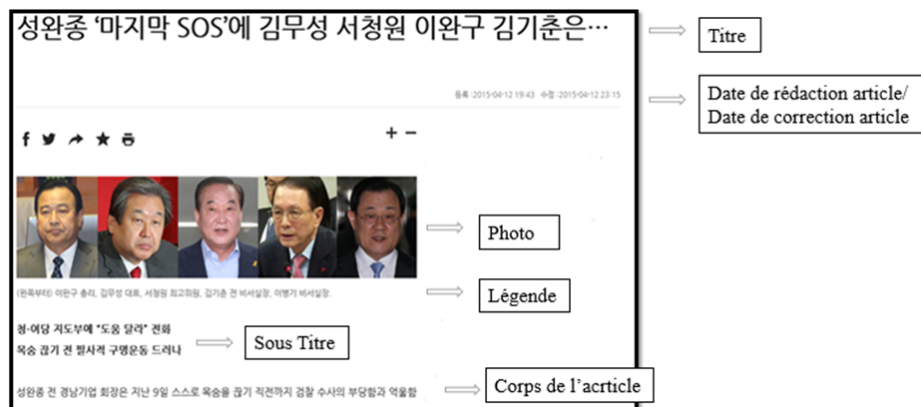 성완종 ‘마지막 SOS’에 김무성 서청원 이완구 김기춘은…
Titre
등록 :2015-04-12 19:43 수정 :2015-04-12 23:15
Date de rédaction article/
Date de correction article
Photo
(왼쪽부터) 이완구 총리, 김무성 대표, 서청원 최고위원, 김기춘 전 비서실장, 이병기 비서실장.
Légende
청·여당 지도부에 “도움 달라” 전화
목숨 끊기 전 필사적 구명운동 드러나
Sous Titre
성완종 전 경남기업 회장은 지난 9일 스스로 목숨을 끊기 직전까지 검찰 수사의 부당함과 억울함
Corps de l’acrticle